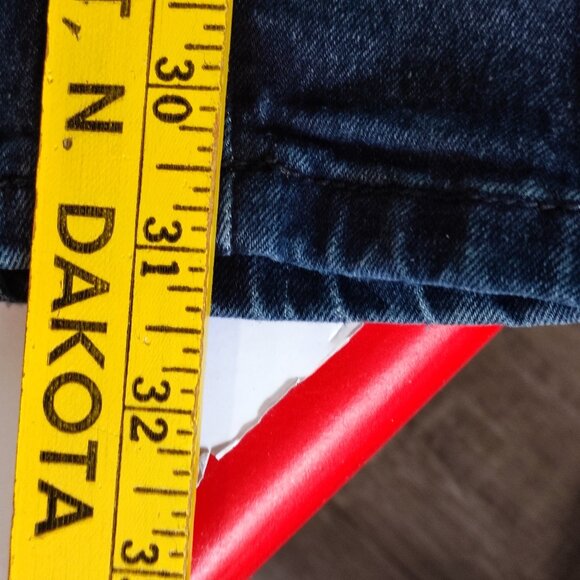 T, N. DAKOTA
30
31
32